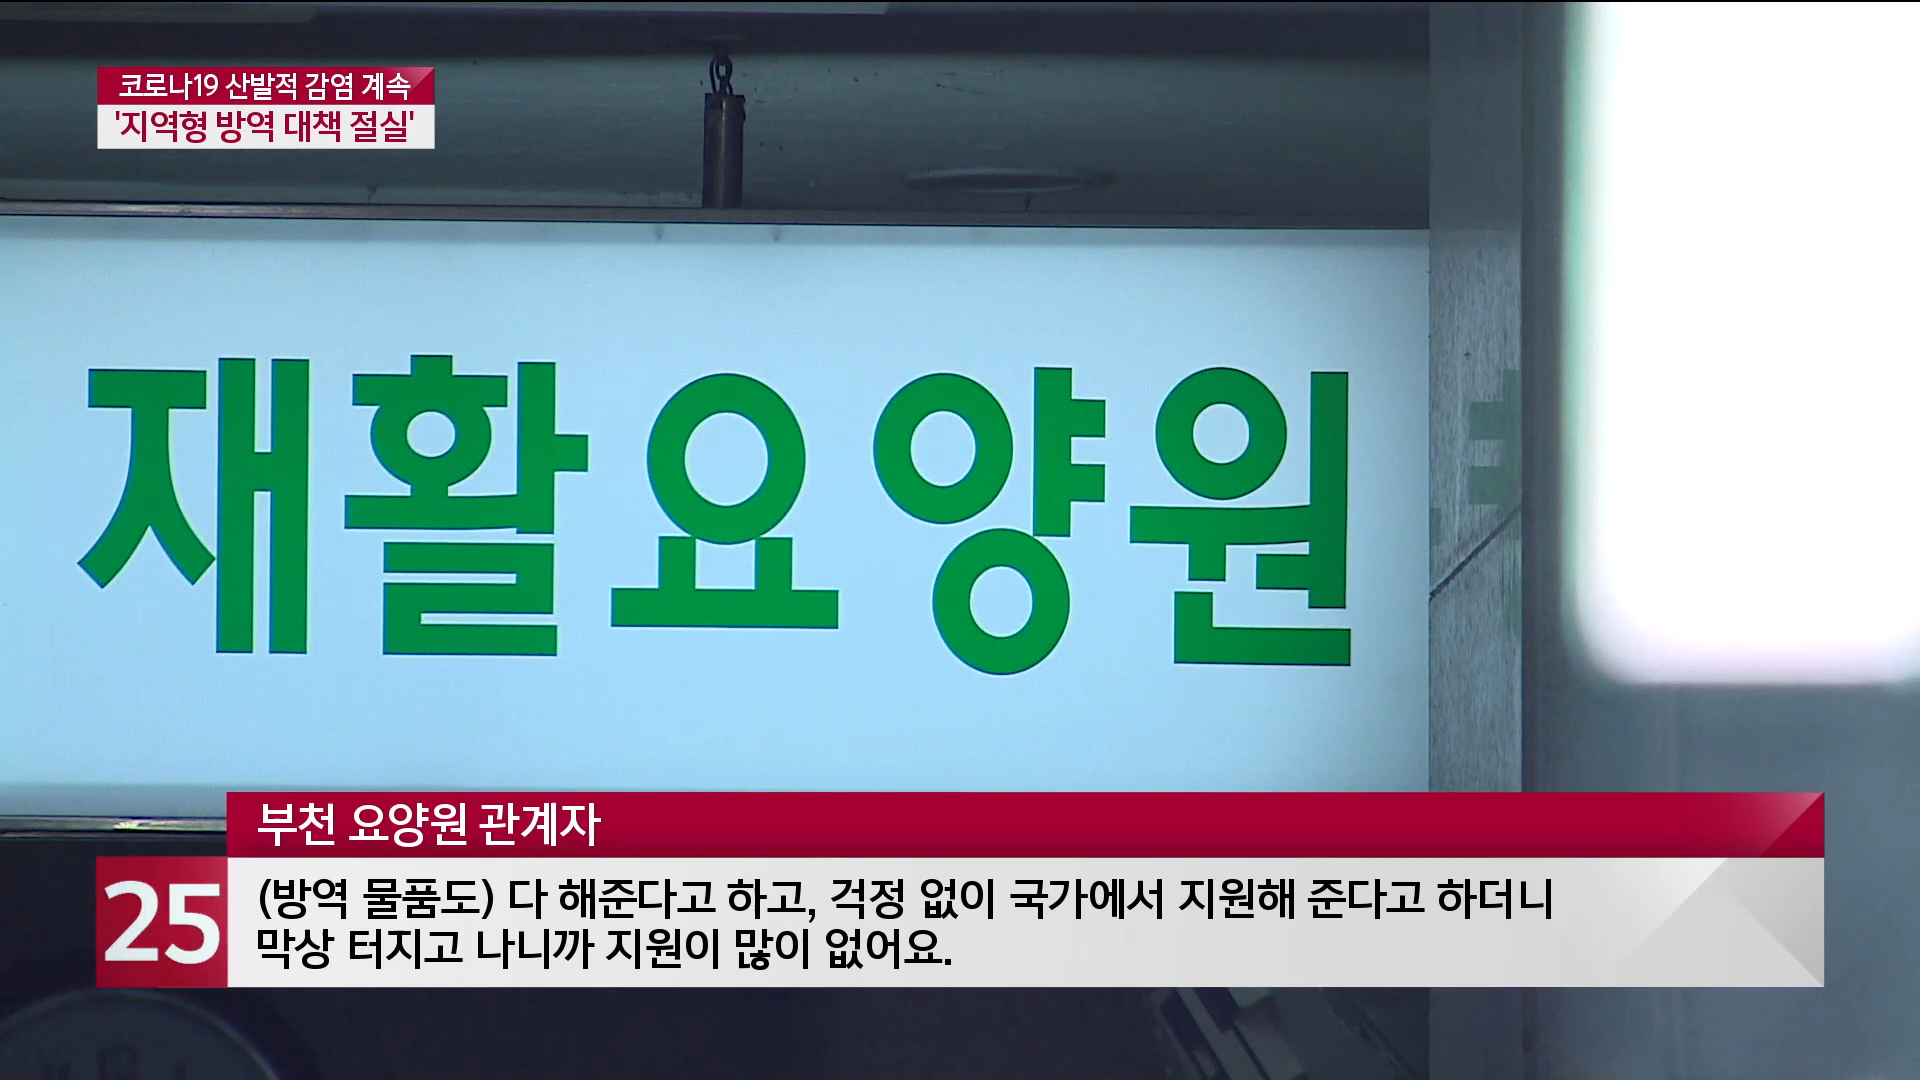 코로나19 산발적 감염 계속
'지역형 방역 대책 절실'
재활요양원
부천 요양원 관계자
25
(방역 물품도) 다 해준다고 하고, 걱정 없이 국가에서 지원해 준다고 하더니
막상 터지고 나니까 지원이 많이 없어요.